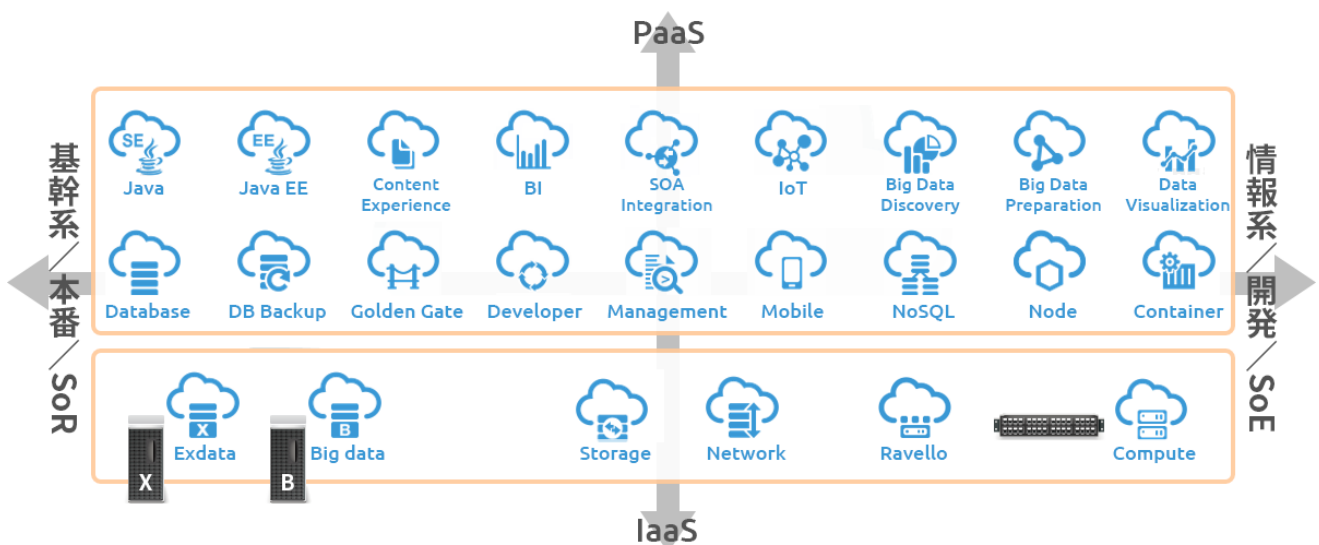 PaaS
基幹系／本番／SoR
情報系／開発／SoE
SE
Java
EE
Java EE
Content
Experience
BI
SOA
Integration
IoT
Big Data
Discovery
Big Data
Preparation
Data
Visualization
Database
DB Backup
Golden Gate
Developer
Management
Mobile
NoSQL
Node
Container
X
X
Exdata
B
B
Big data
Storage
Network
Ravello
Compute
IaaS